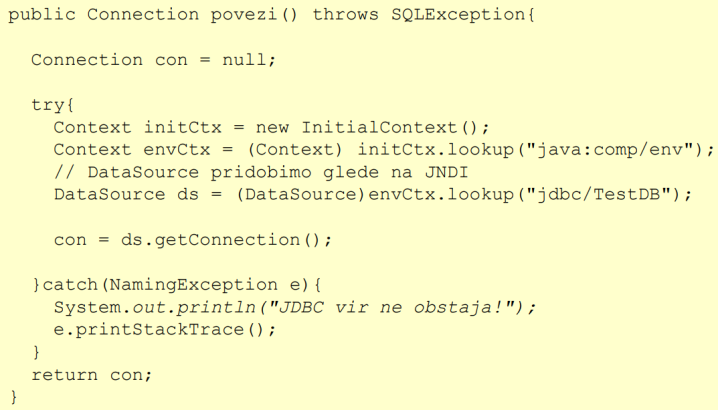 public Connection povezi() throws SQLException{
Connection con = null;
try{
Context initCtx = new InitialContext();
Context envCtx = (Context) initCtx.lookup("java:comp/env");
// DataSource pridobimo glede na JNDI
DataSource ds = (DataSource)envCtx.lookup("jdbc/TestDB");
con = ds.getConnection();
}catch(NamingException e){
System.out.println("JDBC vir ne obstaja!");
e.printStackTrace();
}
return con;
}